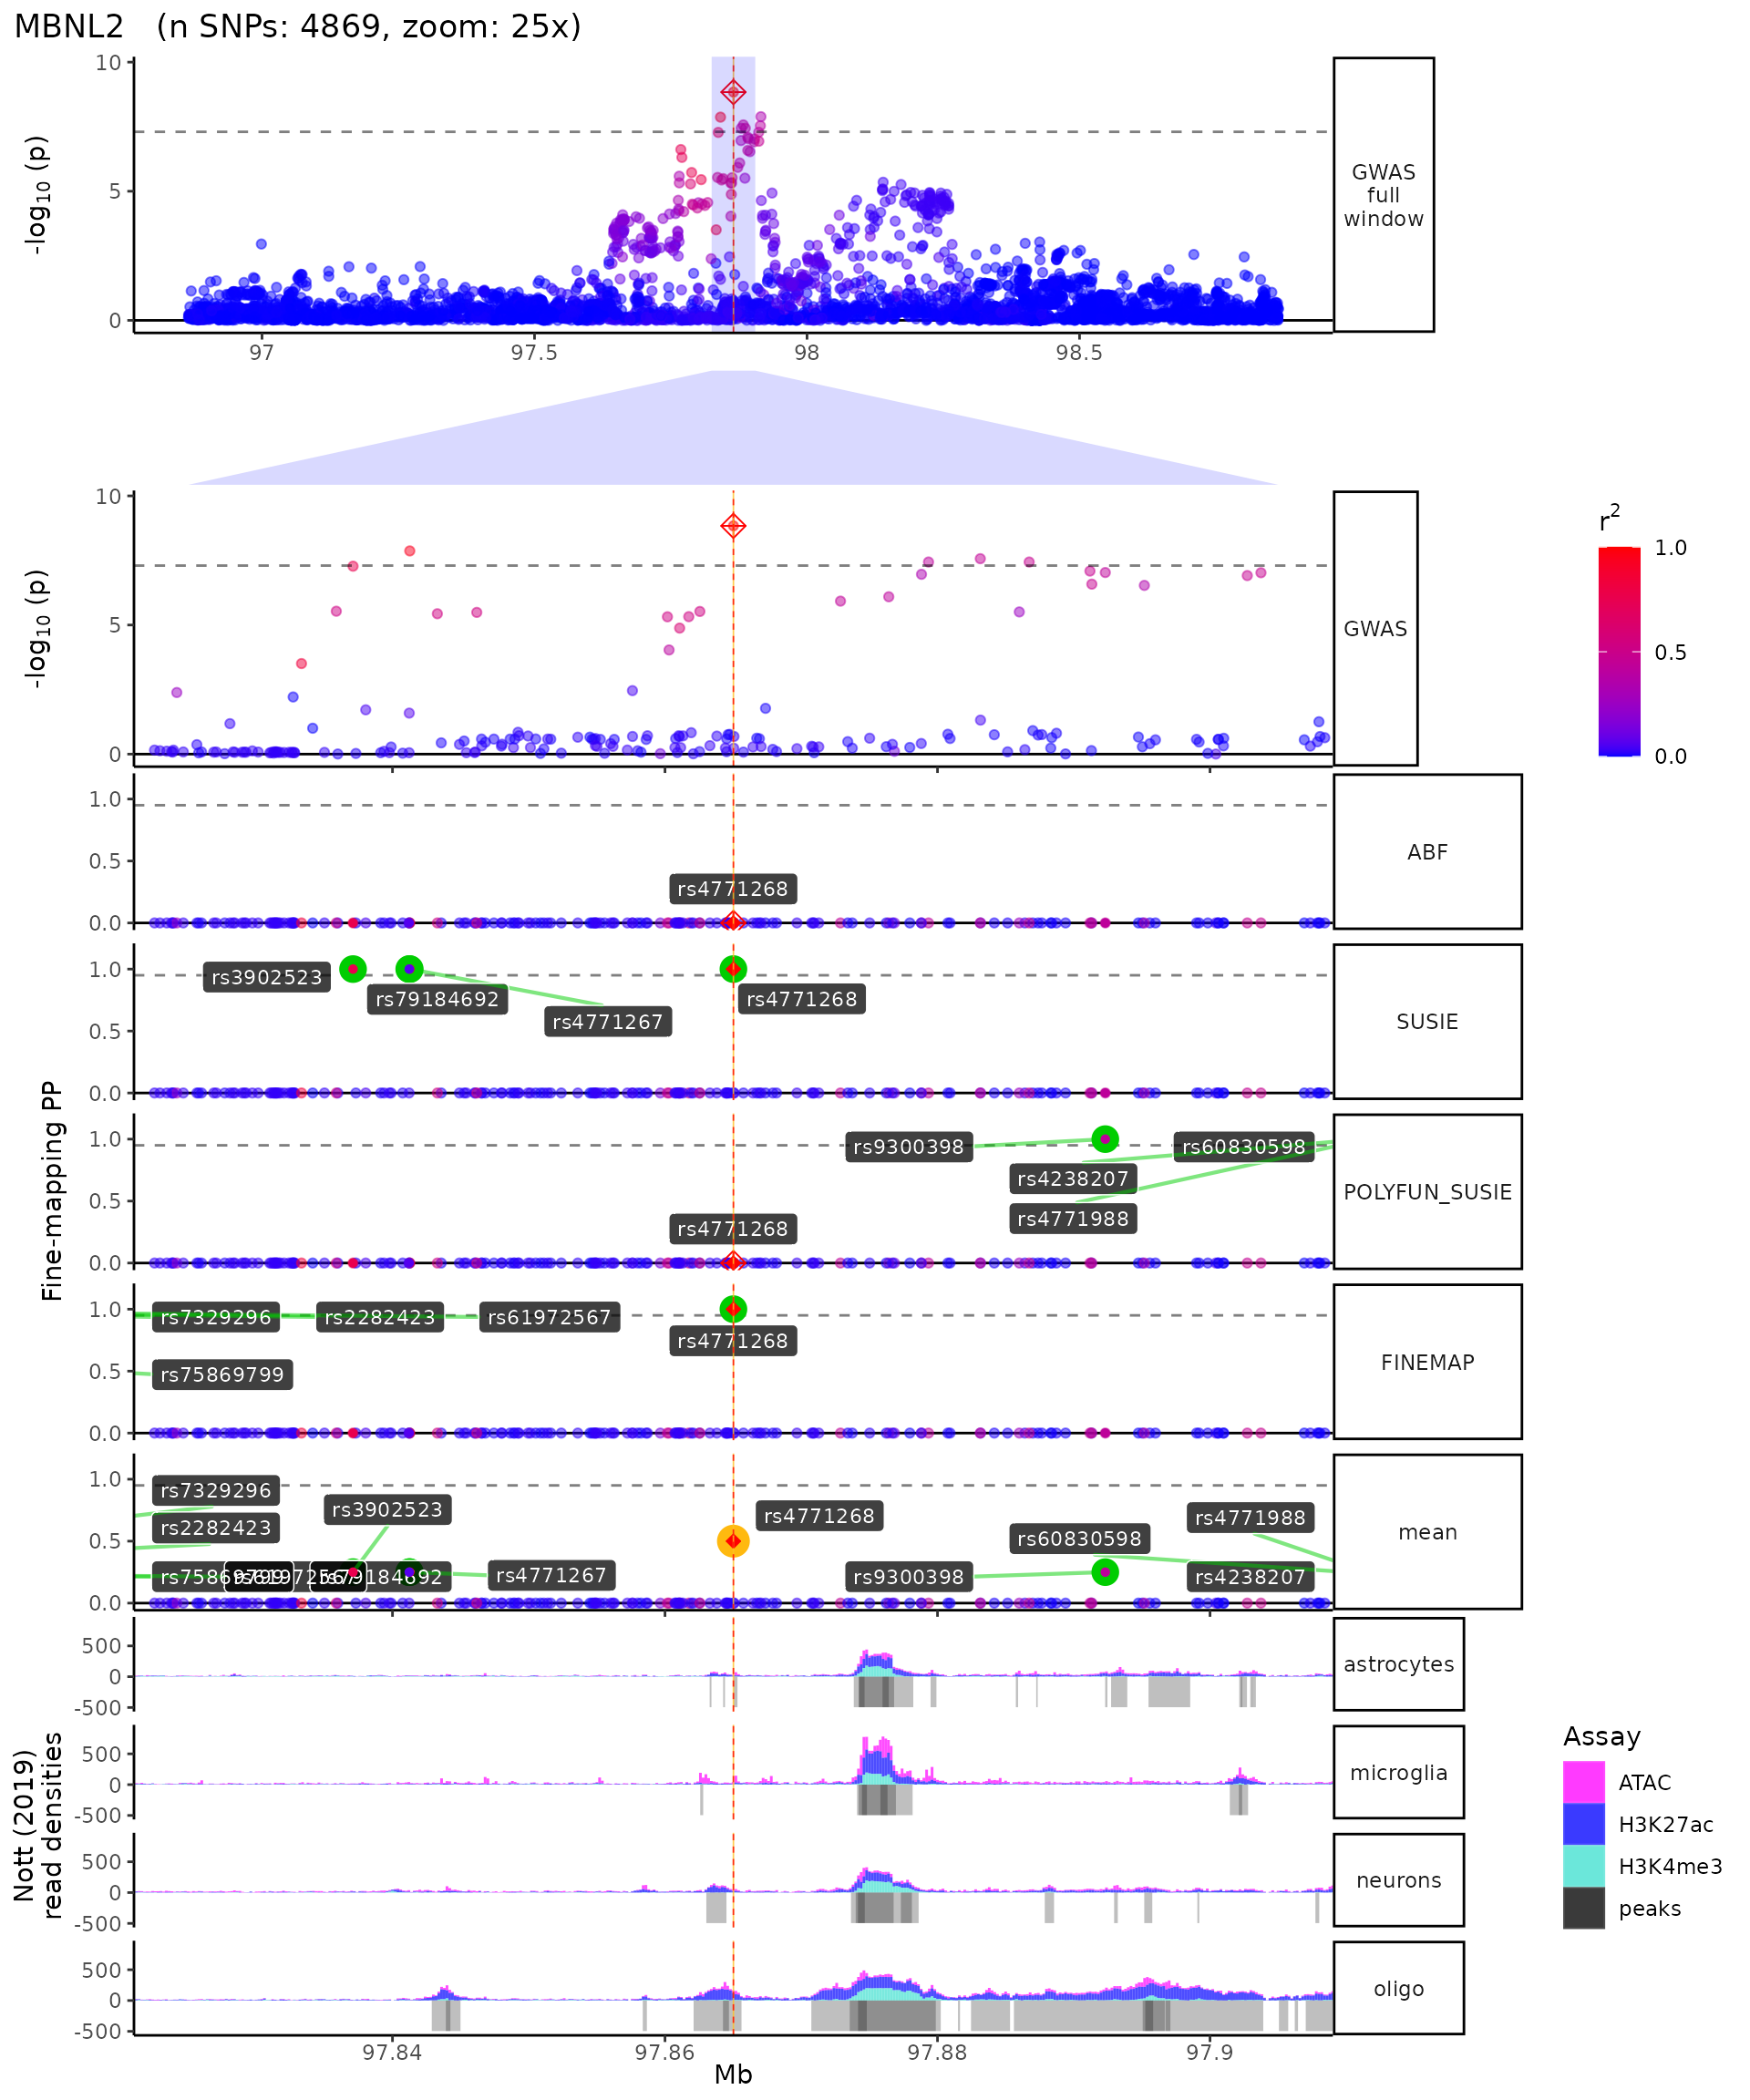 MBNL2   (n SNPs: 4869, zoom: 25x)
10
5
0
-log10 (p)
GWAS
full
window
97
97.5
98
98.5
10
5
0
-log10 (p)
GWAS
r2
1.0
0.5
0.0
Fine-mapping PP
1.0
0.5
0.0
rs4771268
ABF
1.0
0.5
0.0
rs3902523
rs79184692
rs4771267
rs4771268
SUSIE
1.0
0.5
0.0
rs9300398
rs60830598
rs4238207
rs4771988
rs4771268
POLYFUN_SUSIE
1.0
0.5
0.0
rs7329296
rs2282423
rs61972567
rs4771268
rs75869799
FINEMAP
1.0
0.5
0.0
rs7329296
rs3902523
rs4771268
rs4771988
rs2282423
rs60830598
rs4771267
rs9300398
rs4238207
mean
Nott (2019)
read densities
500
0
-500
astrocytes
500
0
-500
microglia
500
0
-500
neurons
500
0
-500
oligo
Assay
ATAC
H3K27ac
H3K4me3
peaks
97.84
97.86
97.88
97.9
Mb